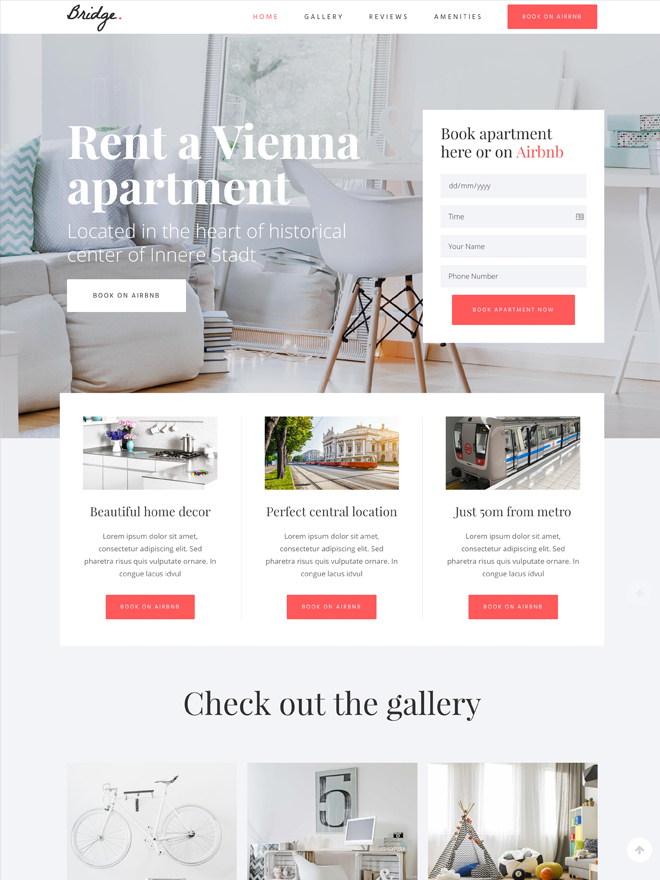 Bridge.
HOME GALLERY REVIEWS AMENITIES BOOK ON AIRBNB
Rent a Vienna
apartment
Located in the heart of historical
center of Innere Stadt
BOOK ON AIRBNB
Book apartment
here or on Airbnb
dd/mm/yyyy
Time
Your Name
Phone Number
BOOK APARTMENT NOW
Beautiful home decor
Lorem ipsum dolor sit amet,
consectetur adipiscing elit. Sed
pharetra risus quis vulputate ornare. In
congue lacus idvul
BOOK ON AIRBNB
Perfect central location
Lorem ipsum dolor sit amet,
consectetur adipiscing elit. Sed
pharetra risus quis vulputate ornare. In
congue lacus idvul
BOOK ON AIRBNB
Just 50m from metro
Lorem ipsum dolor sit amet,
consectetur adipiscing elit. Sed
pharetra risus quis vulputate ornare. In
congue lacus idvul
BOOK ON AIRBNB
Check out the gallery
5
&